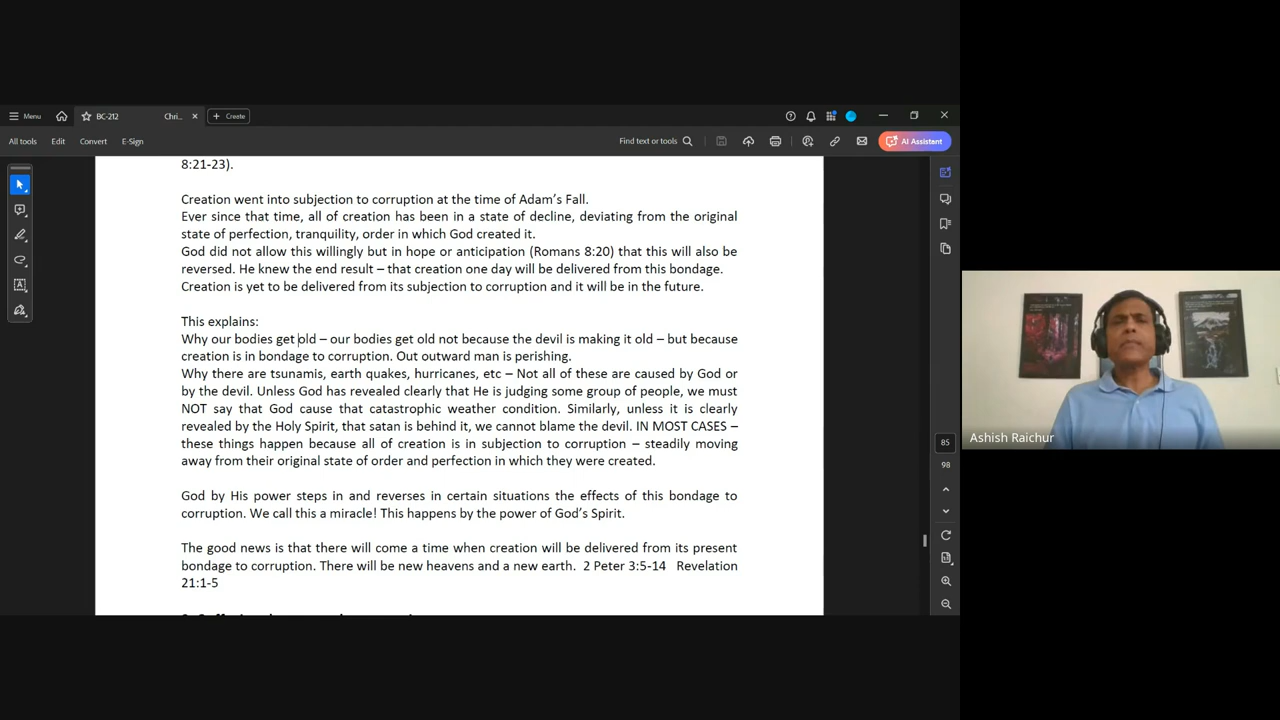 Menu
BC-212
Chri...
Create
All tools
Edit
Convert
E-Sign
Find text or tools
AI Assistant
8:21-23).
Creation went into subjection to corruption at the time of Adam's Fall.
Ever since that time, all of creation has been in a state of decline, deviating from the original
state of perfection, tranquility, order in which God created it.
God did not allow this willingly but in hope or anticipation (Romans 8:20) that this will also be
reversed. He knew the end result – that creation one day will be delivered from this bondage.
Creation is yet to be delivered from its subjection to corruption and it will be in the future.
This explains:
Why our bodies get old – our bodies get old not because the devil is making it old – but because
creation is in bondage to corruption. Out outward man is perishing.
Why there are tsunamis, earth quakes, hurricanes, etc – Not all of these are caused by God or
by the devil. Unless God has revealed clearly that He is judging some group of people, we must
NOT say that God cause that catastrophic weather condition. Similarly, unless it is clearly
revealed by the Holy Spirit, that satan is behind it, we cannot blame the devil. IN MOST CASES –
these things happen because all of creation is in subjection to corruption – steadily moving
away from their original state of order and perfection in which they were created.
God by His power steps in and reverses in certain situations the effects of this bondage to
corruption. We call this a miracle! This happens by the power of God's Spirit.
The good news is that there will come a time when creation will be delivered from its present
bondage to corruption. There will be new heavens and a new earth. 2 Peter 3:5-14 Revelation
21:1-5
85
98
Ashish Raichur